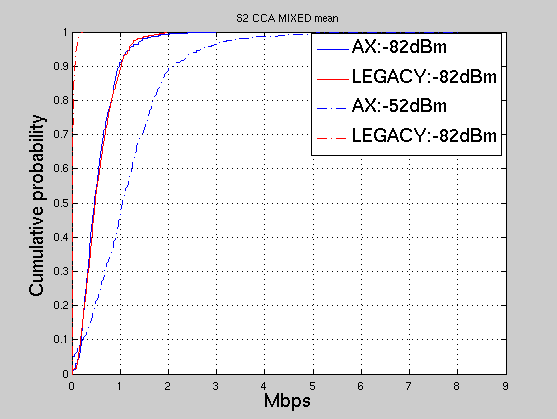 S2 CCA MIXED mean
AX:-82dBm
LEGACY:-82dBm
AX:-52dBm
LEGACY:-82dBm
Cumulative probability
1
0.9
0.8
0.7
0.6
0.5
0.4
0.3
0.2
0.1
0
0 1 2 3 4 5 6 7 8 9
Mbps